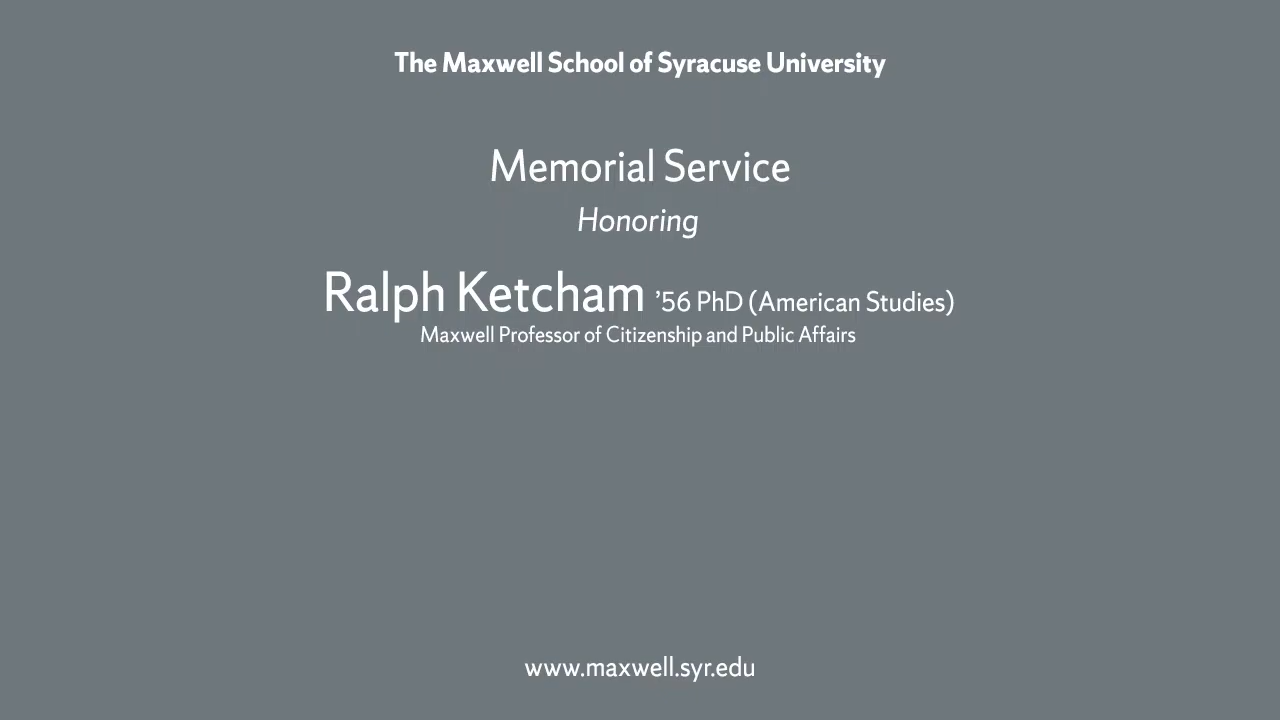 The Maxwell School of Syracuse University
Memorial Service
Honoring
Ralph Ketcham ’56 PhD (American Studies)
Maxwell Professor of Citizenship and Public Affairs
www.maxwell.syr.edu